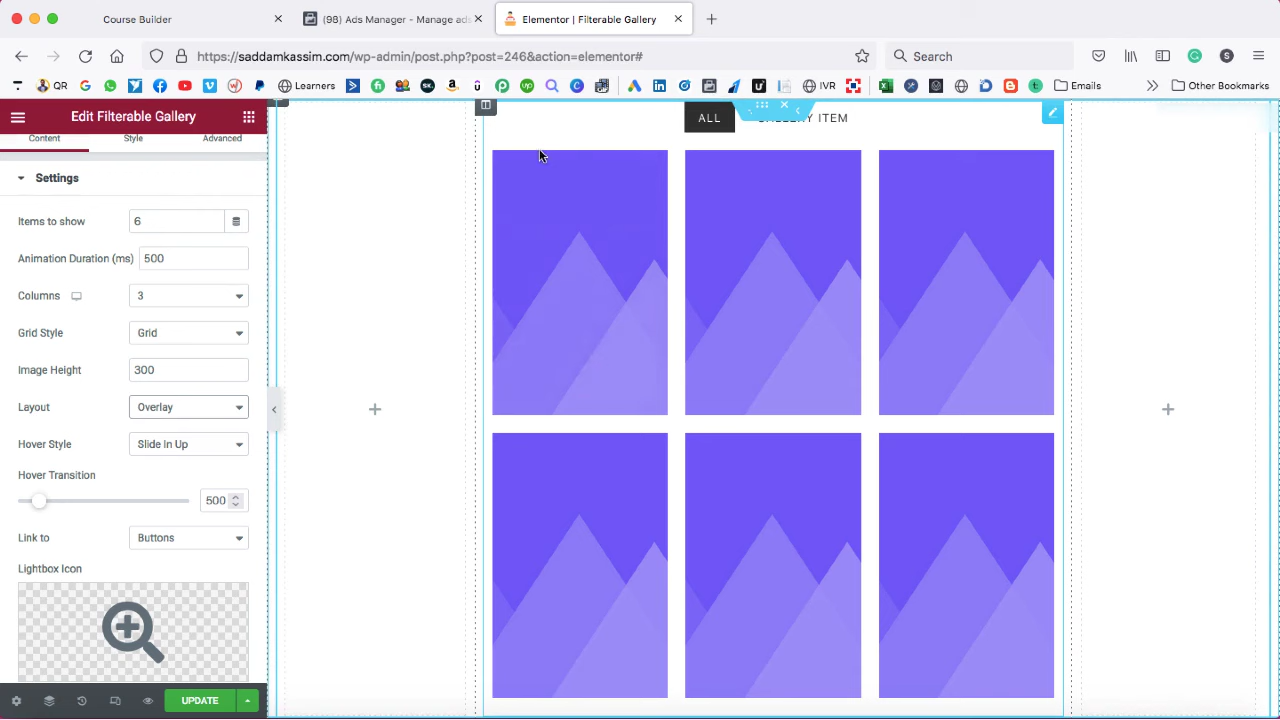 Course Builder
(98) Ads Manager - Manage ads
Elementor | Filterable Gallery
https://saddamkassim.com/wp-admin/post.php?post=246&action=elementor#
Search
S
QR
Learners
IVR
Emails
Other Bookmarks
Edit Filterable Gallery
Content
Style
Advanced
ALL
GALLERY ITEM
Settings
Items to show
6
Animation Duration (ms)
500
Columns
3
Grid Style
Grid
Image Height
300
Layout
Overlay
Hover Style
Slide In Up
Hover Transition
500
Link to
Buttons
Lightbox Icon
UPDATE